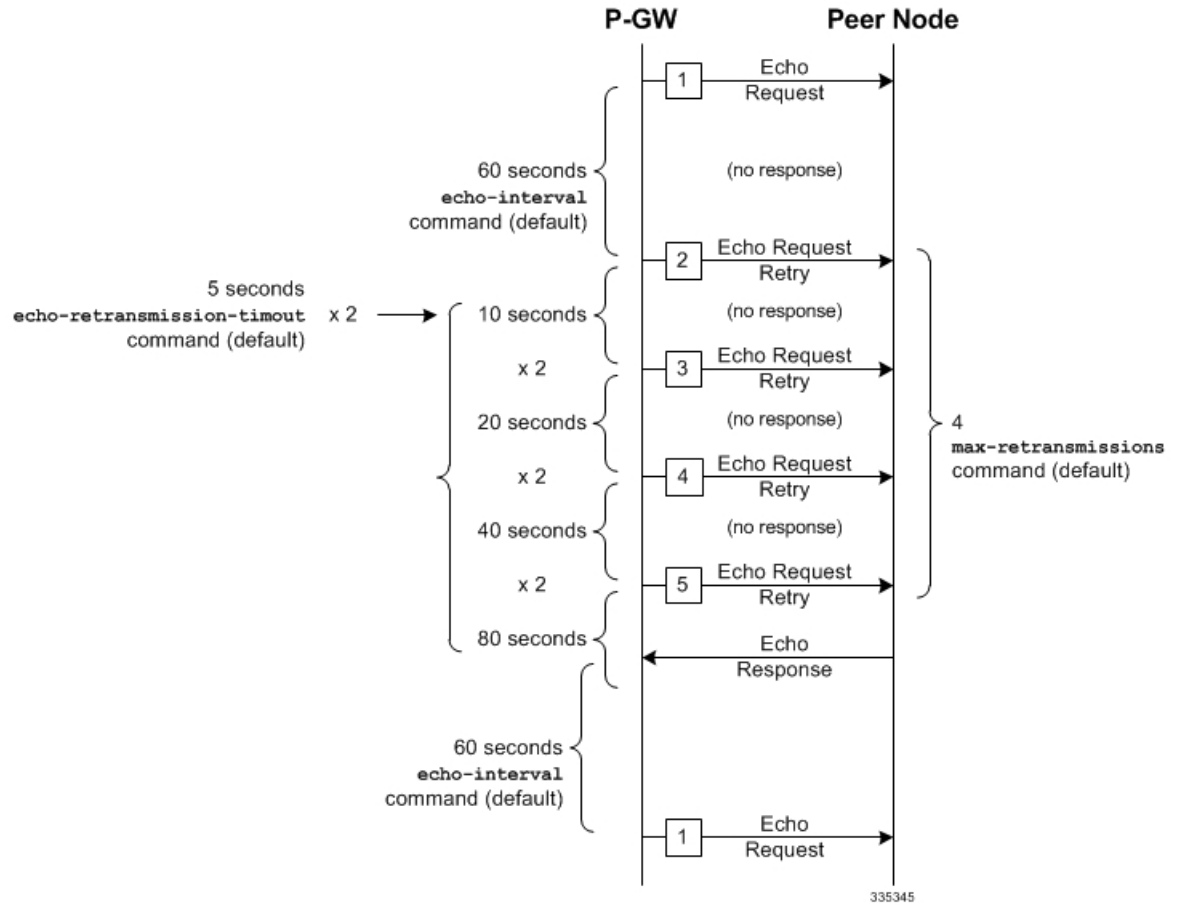 P-GW
Peer Node
1
Echo
Request
60 seconds
echo-interval
command (default)
(no response)
2
Echo Request
Retry
5 seconds
echo-retransmission-timout
command (default)
x 2
10 seconds
(no response)
x 2
3
Echo Request
Retry
20 seconds
(no response)
4
max-retransmissions
command (default)
x 2
4
Echo Request
Retry
40 seconds
(no response)
x 2
5
Echo Request
Retry
80 seconds
Echo
Response
60 seconds
echo-interval
command (default)
1
Echo
Request
335345